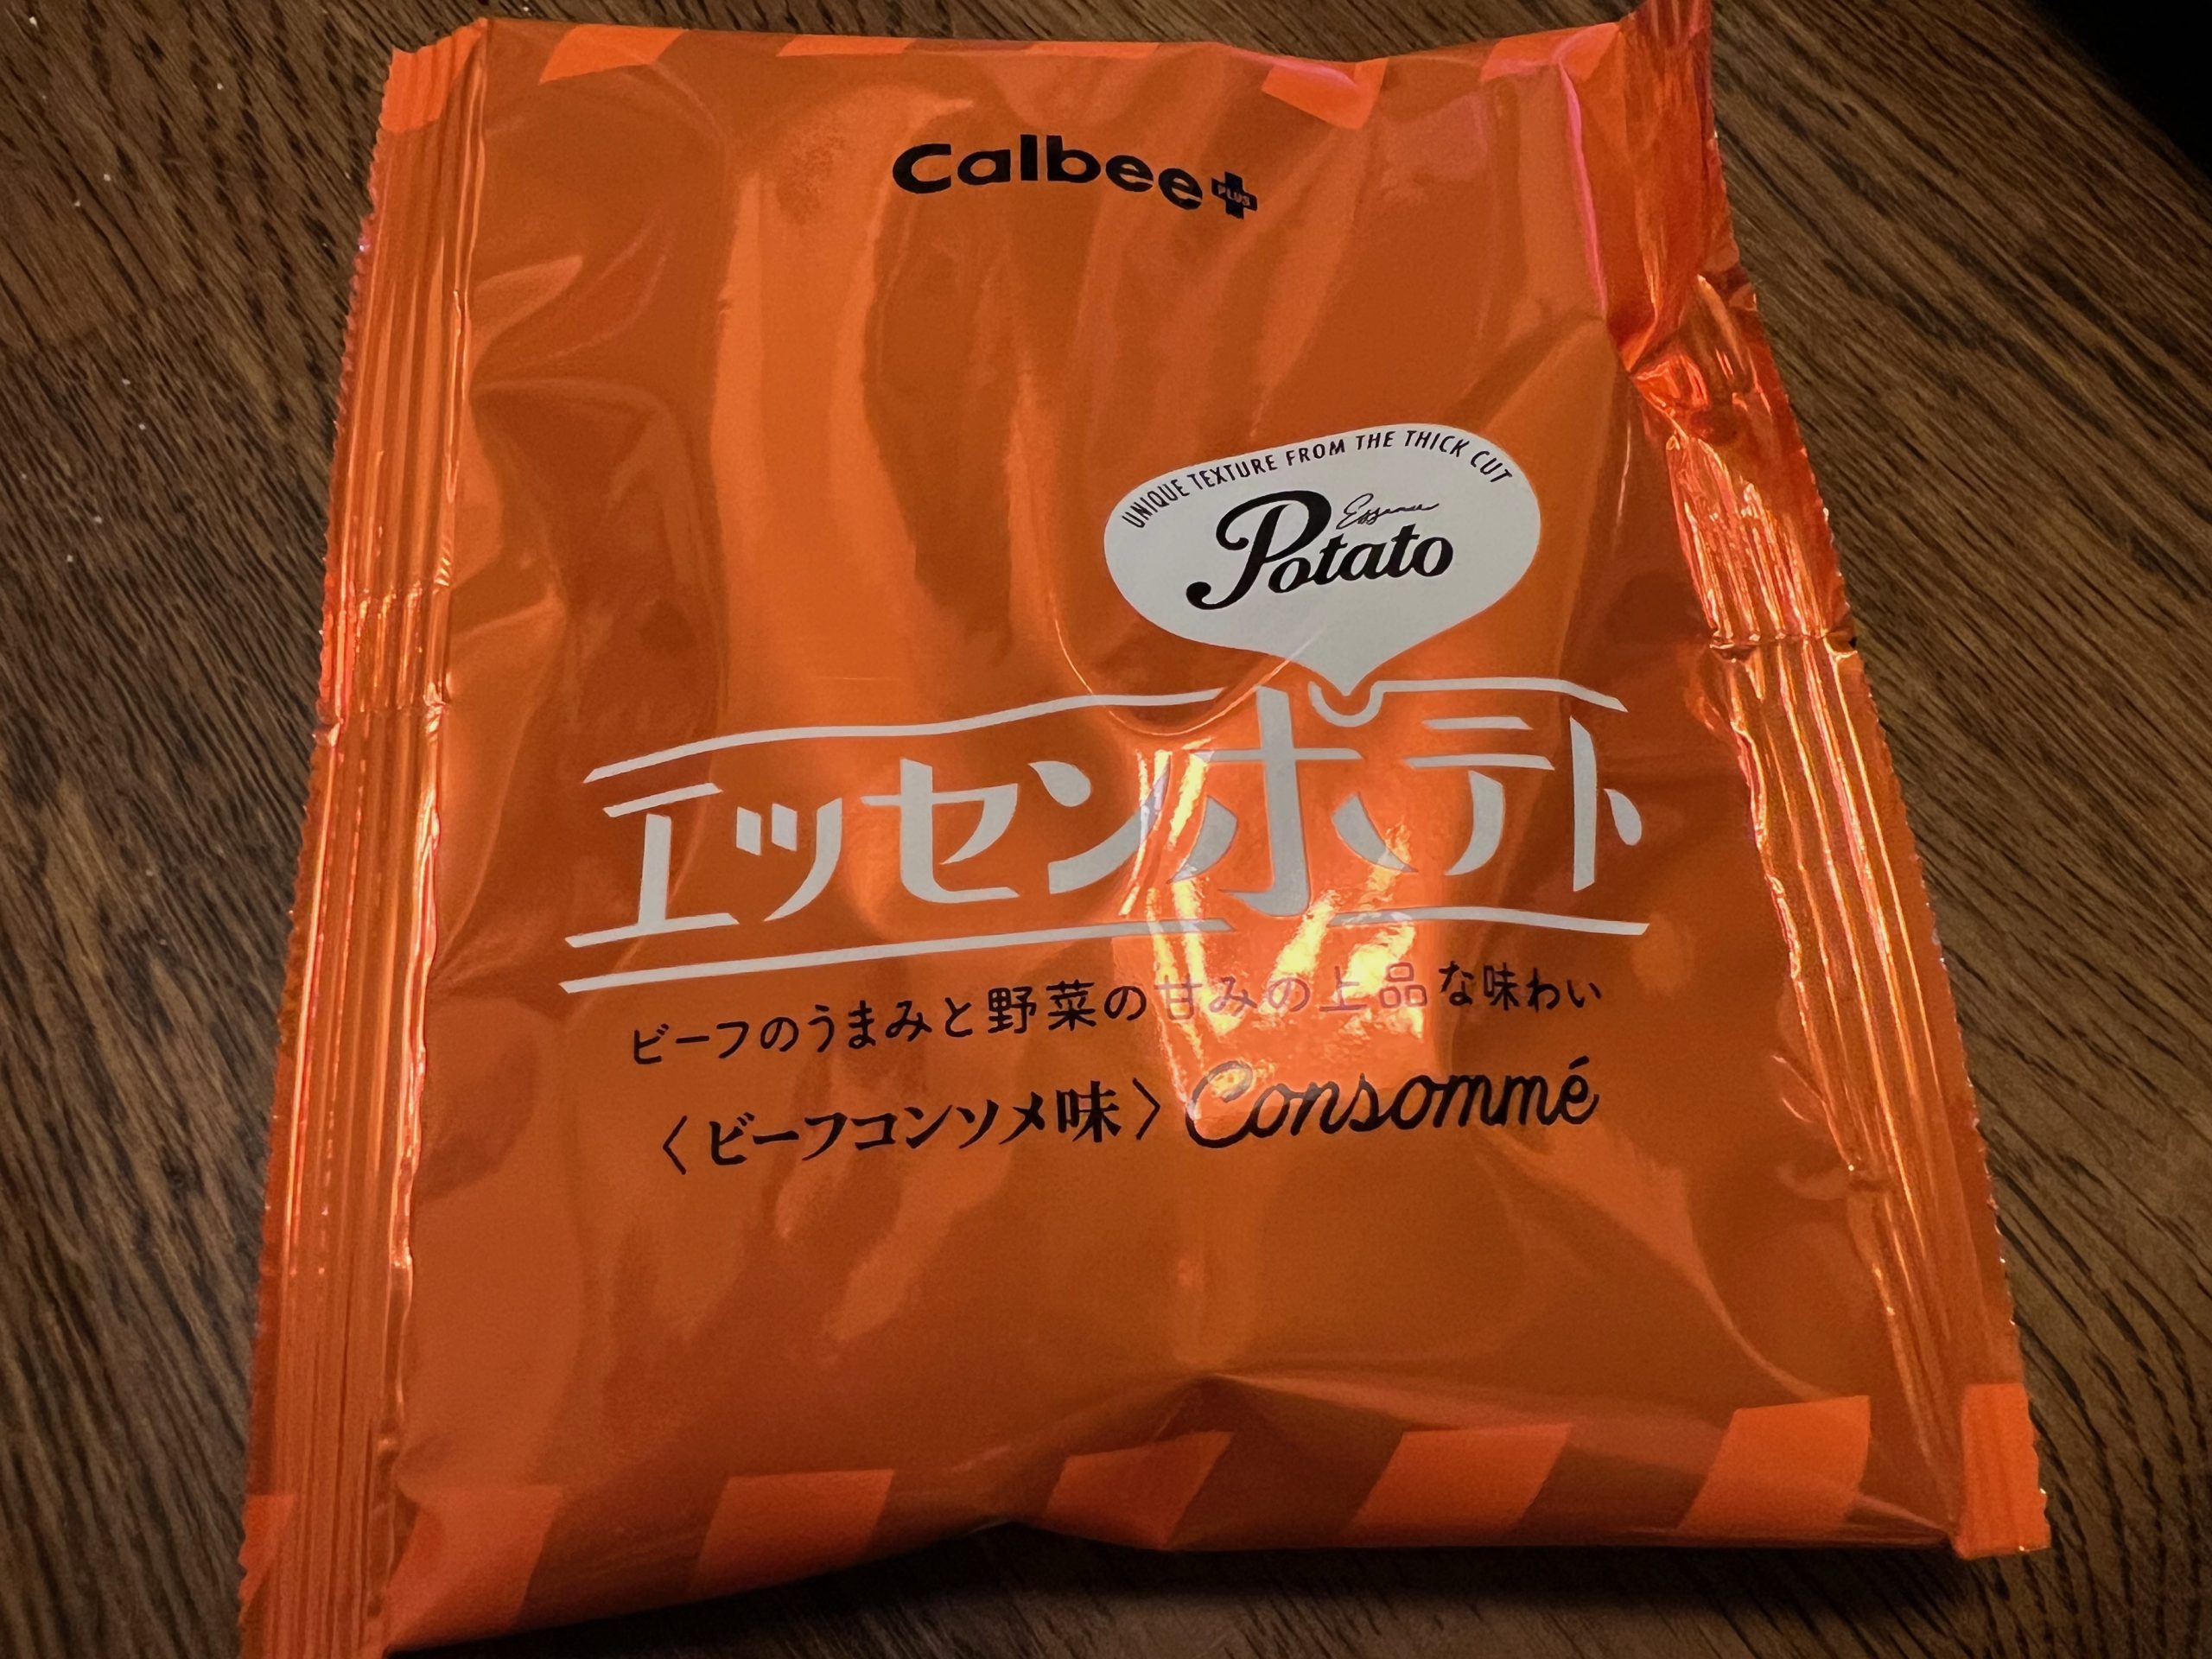 Calbee PLUS
UNIQUE TEXTURE FROM THE THICK CUT
Essence
Potato
エッセンポテト
ビーフのうまみと野菜の甘みの上品な味わい
〈ビーフコンソメ味〉Consommé